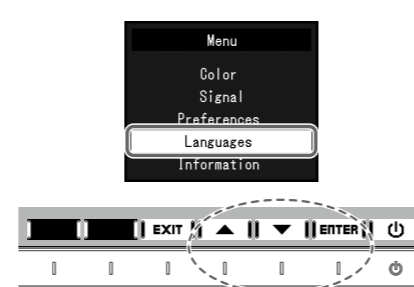 Menu
Color
Signal
Preferences
Languages
Information
EXIT ▲ ▼ ENTER